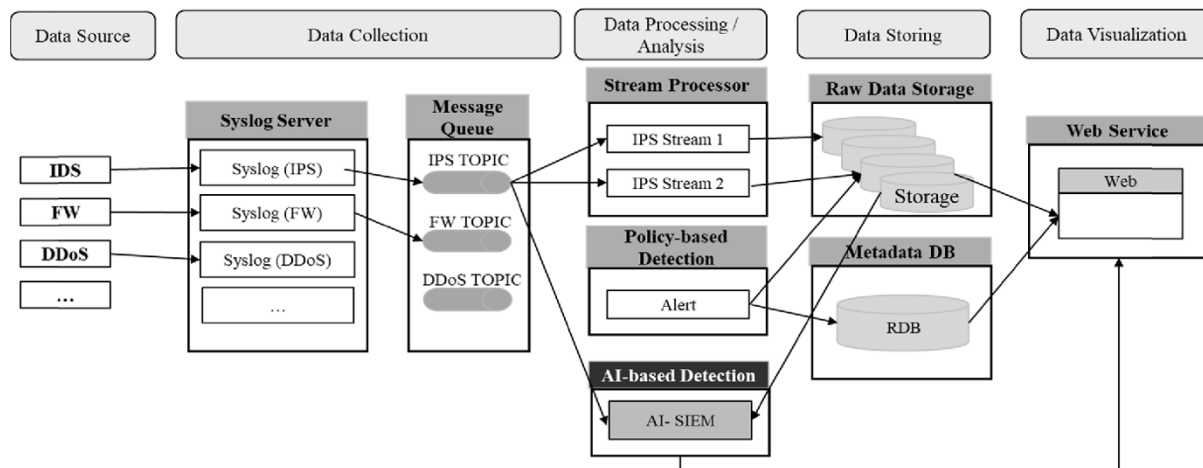 Data Source
Data Collection
Data Processing /
Analysis
Data Storing
Data Visualization
IDS
FW
DDoS
...
Syslog Server
Syslog (IPS)
Syslog (FW)
Syslog (DDoS)
...
Message
Queue
IPS TOPIC
FW TOPIC
DDoS TOPIC
Stream Processor
IPS Stream 1
IPS Stream 2
Policy-based
Detection
Alert
AI-based Detection
AI- SIEM
Raw Data Storage
Storage
Metadata DB
RDB
Web Service
Web